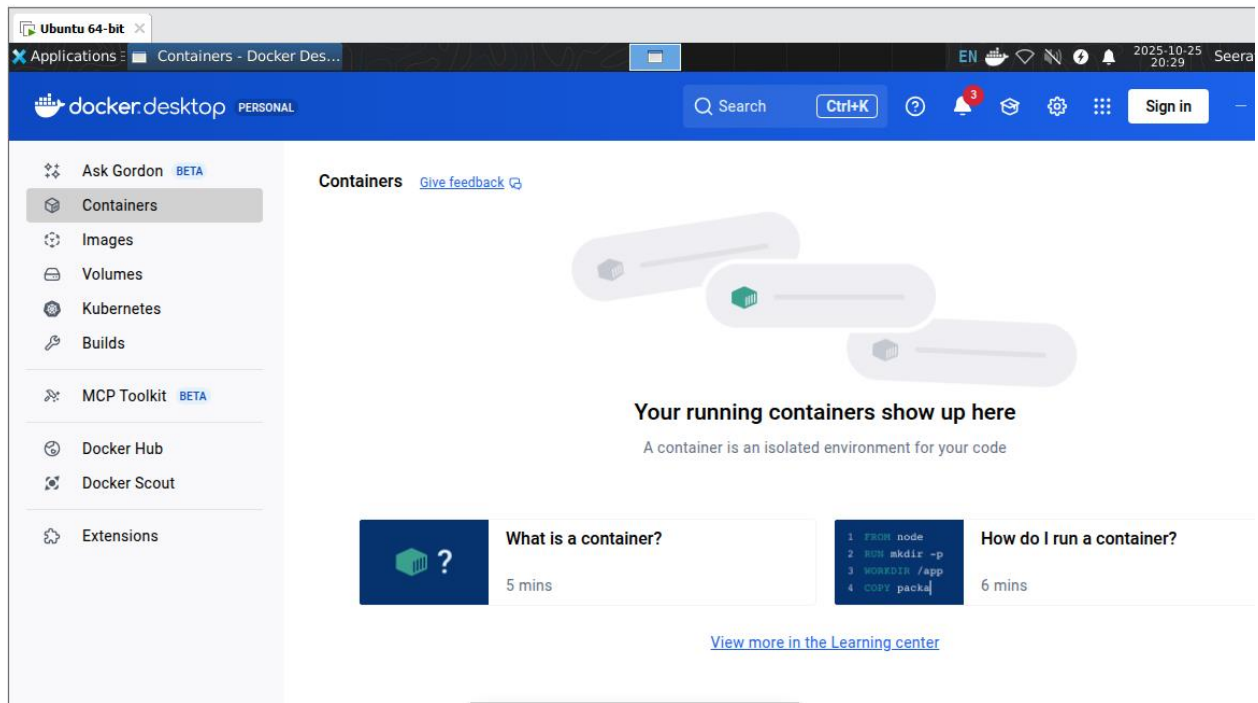 Ubuntu 64-bit
Applications Containers - Docker Des... EN 2025-10-25 20:29 Seera
docker.desktop PERSONAL Search Ctrl+K 3 Sign in
Ask Gordon BETA
Containers
Images
Volumes
Kubernetes
Builds
MCP Toolkit BETA
Docker Hub
Docker Scout
Extensions
Containers Give feedback
Your running containers show up here
A container is an isolated environment for your code
?
What is a container?
5 mins
1 FROM node
2 RUN mkdir -p
3 WORKDIR /app
4 COPY packa
How do I run a container?
6 mins
View more in the Learning center